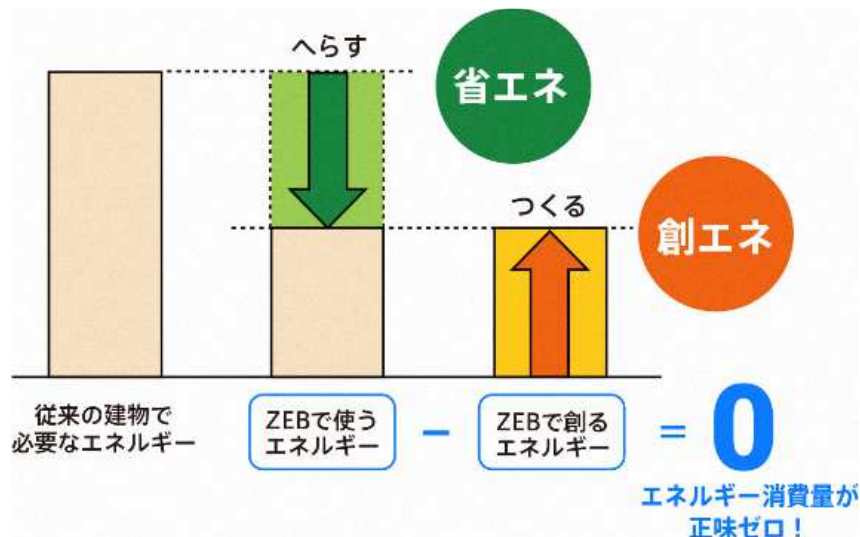 へらす
省エネ
つくる
創エネ
従来の建物で
必要なエネルギー
ZEBで使う
エネルギー
−
ZEBで創る
エネルギー
=
0
エネルギー消費量が
正味ゼロ！